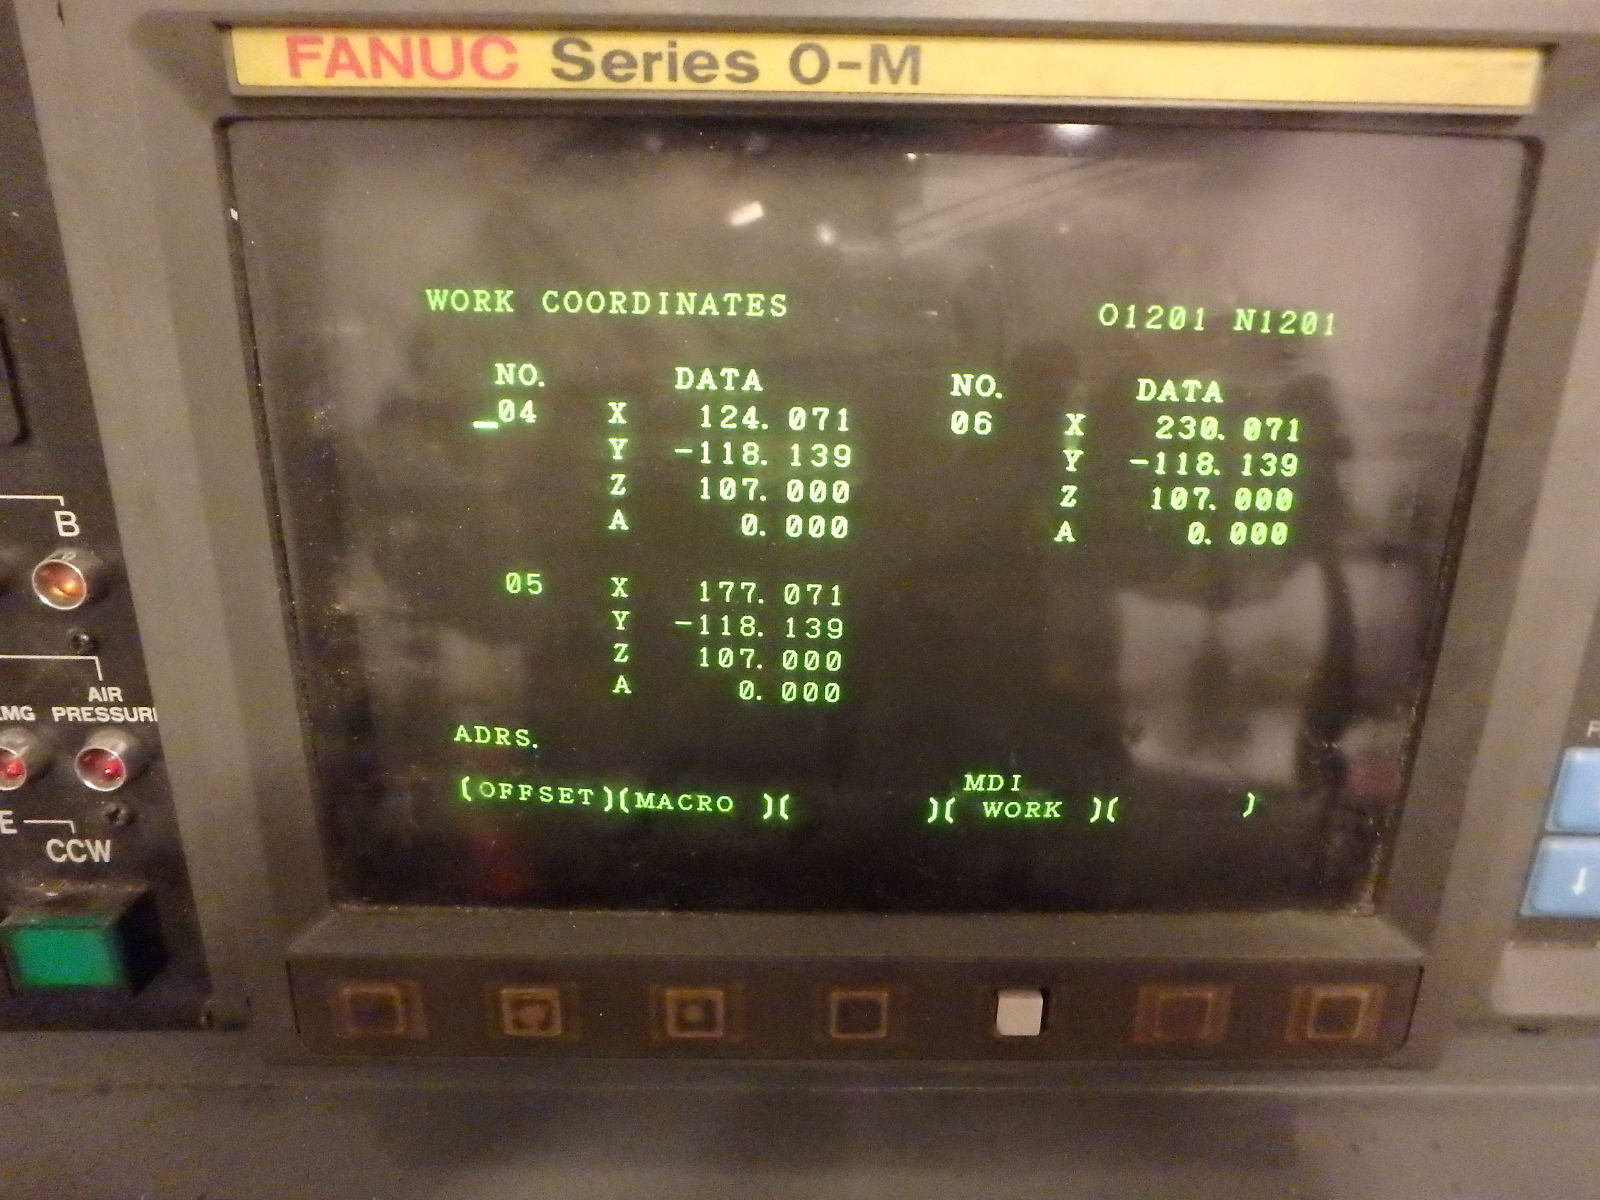 FANUC Series 0-M
WORK COORDINATES O1201 N1201
NO. DATA NO. DATA
_04 X 124. 071 06 X 230. 071
Y -118. 139 Y -118. 139
Z 107. 000 Z 107. 000
A 0. 000 A 0. 000
05 X 177. 071
Y -118. 139
Z 107. 000
A 0. 000
ADRS.
MDI
(OFFSET)(MACRO )( )( WORK )( )
B
AIR
PRESSUR
CCW
↓